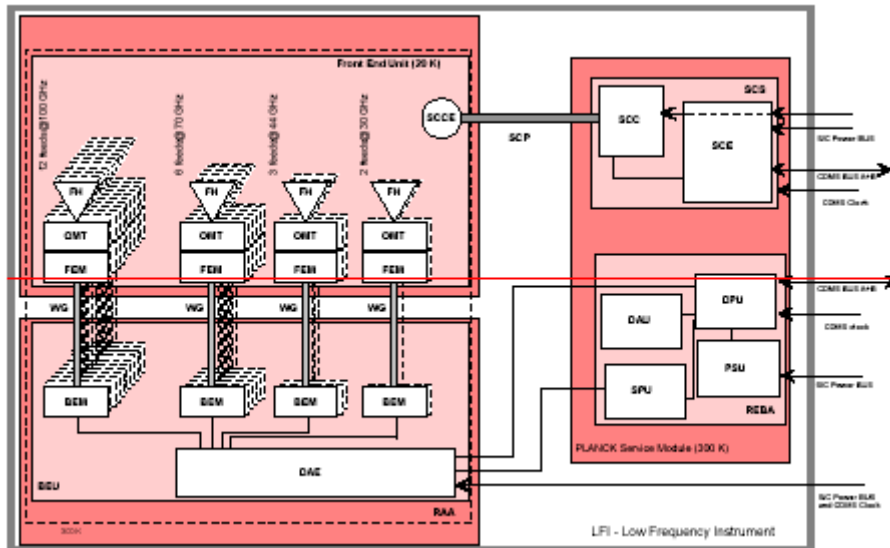 Front End Unit (20 K)
12 feeds@100 GHz
6 feeds@70 GHz
3 feeds@44 GHz
2 feeds@30 GHz
FH
FH
FH
FH
OMT
OMT
OMT
OMT
FEM
FEM
FEM
FEM
WG
WG
WG
WG
BEM
BEM
BEM
BEM
DAE
BEU
RAA
300 K
SCCE
SCP
SCS
SCC
SCE
S/C Power BUS
CDMS BUS A+B
CDMS Clock
DPU
DAU
PSU
SPU
REBA
CDMS BUS A+B
CDMS clock
S/C Power BUS
PLANCK Service Module (300 K)
S/C Power BUS
and CDMS Clock
LFI - Low Frequency Instrument